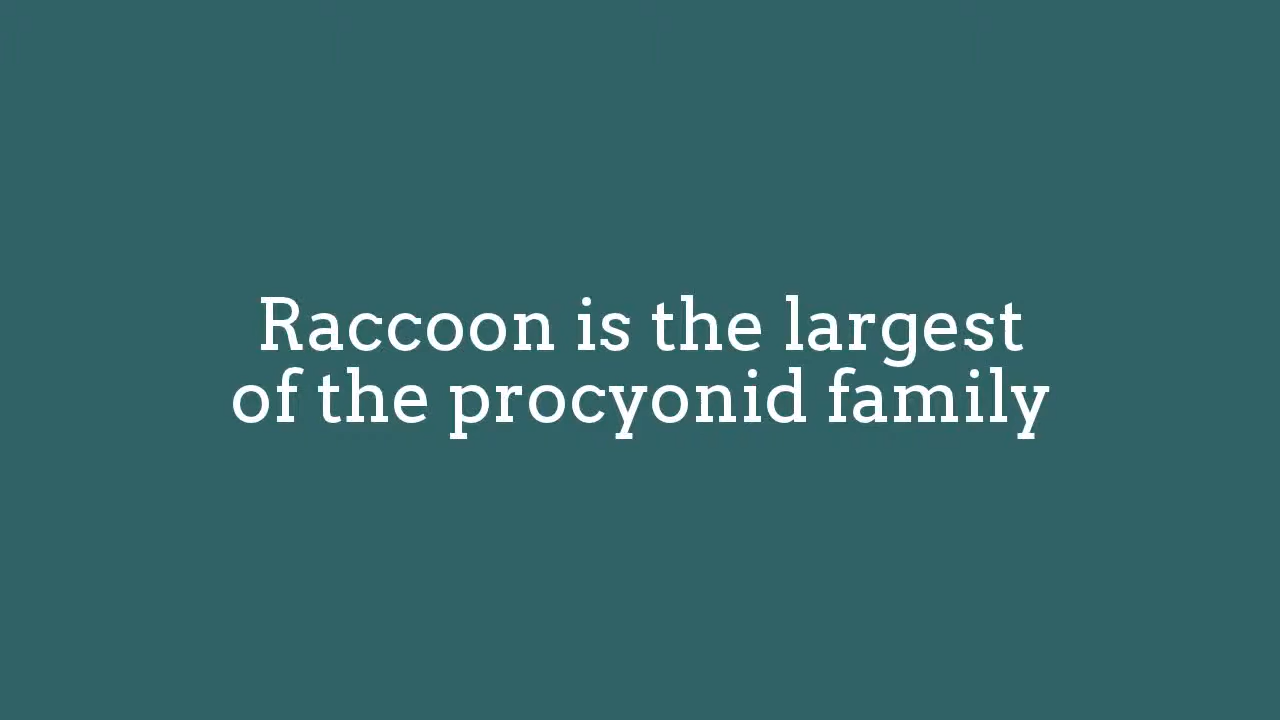 Raccoon is the largest
of the procyonid family